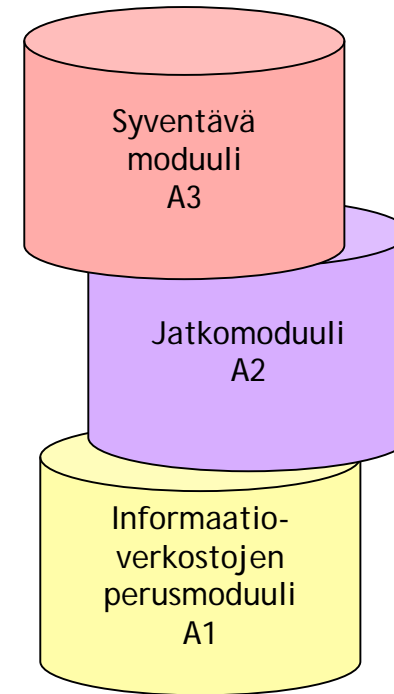 Syventävä
moduuli
A3
Jatkomoduuli
A2
Informaatio-
verkostojen
perusmoduuli
A1